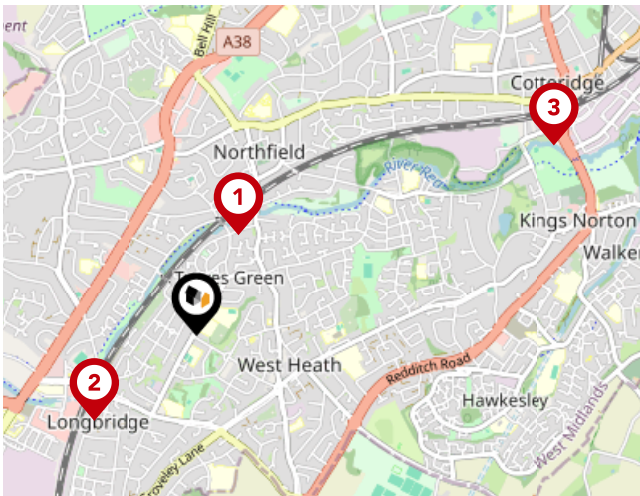 Bell Hill
A38
Cotteridge
3
Northfield
River Rea
1
Kings Norton
Walker
Green
2
West Heath
Redditch Road
Hawkesley
Longbridge
West Midlands
Groveley Lane